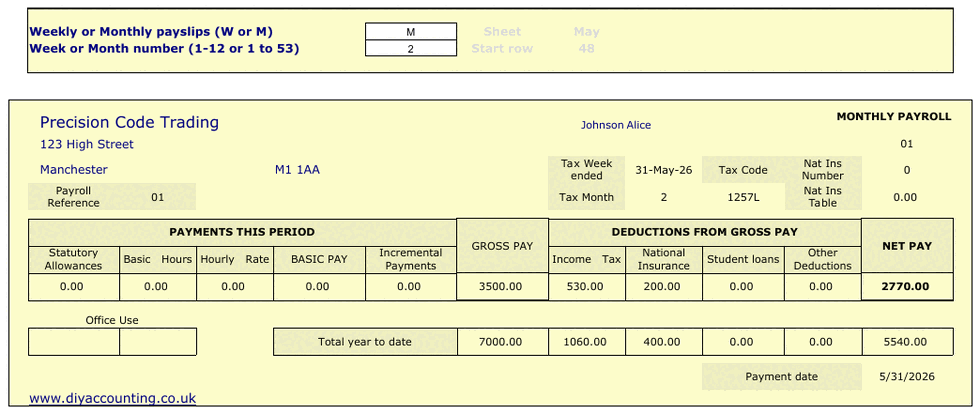 Weekly or Monthly payslips (W or M) M Sheet May
Week or Month number (1-12 or 1 to 53) 2 Start row 48
Precision Code Trading Johnson Alice MONTHLY PAYROLL
123 High Street 01
Manchester M1 1AA Tax Week ended 31-May-26 Tax Code Nat Ins Number 0
Payroll Reference 01 Tax Month 2 1257L Nat Ins Table 0.00
PAYMENTS THIS PERIOD GROSS PAY DEDUCTIONS FROM GROSS PAY NET PAY
Statutory Allowances Basic Hours Hourly Rate BASIC PAY Incremental Payments Income Tax National Insurance Student loans Other Deductions
0.00 0.00 0.00 0.00 0.00 3500.00 530.00 200.00 0.00 0.00 2770.00
Office Use
Total year to date 7000.00 1060.00 400.00 0.00 0.00 5540.00
Payment date 5/31/2026
www.diyaccounting.co.uk